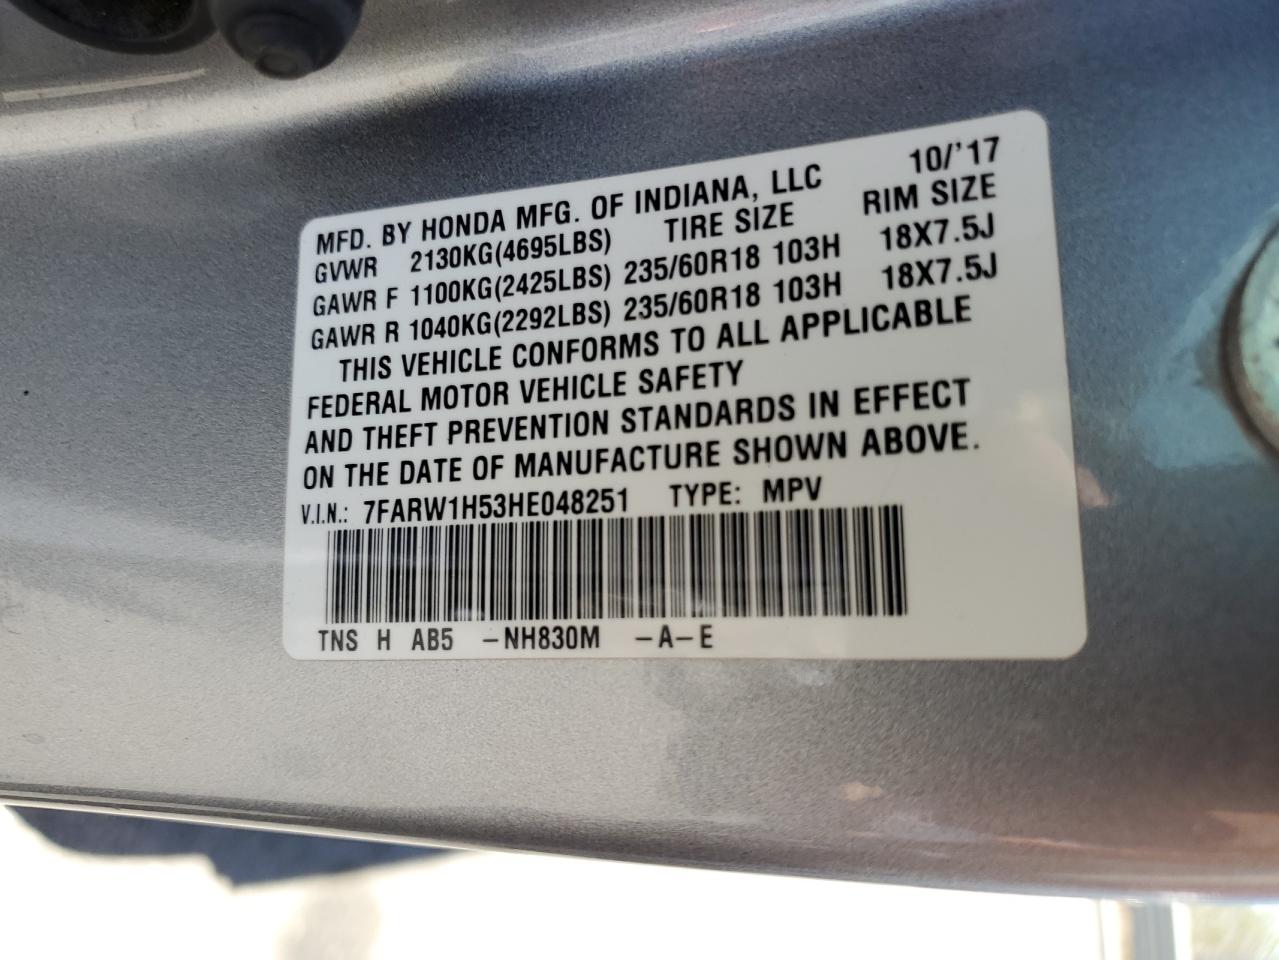 10/'17
MFD. BY HONDA MFG. OF INDIANA, LLC
GVWR 2130KG(4695LBS) TIRE SIZE RIM SIZE
GAWR F 1100KG(2425LBS) 235/60R18 103H 18X7.5J
GAWR R 1040KG(2292LBS) 235/60R18 103H 18X7.5J
THIS VEHICLE CONFORMS TO ALL APPLICABLE
FEDERAL MOTOR VEHICLE SAFETY
AND THEFT PREVENTION STANDARDS IN EFFECT
ON THE DATE OF MANUFACTURE SHOWN ABOVE.
V.I.N.: 7FARW1H53HE048251 TYPE: MPV
TNS H AB5 -NH830M -A-E